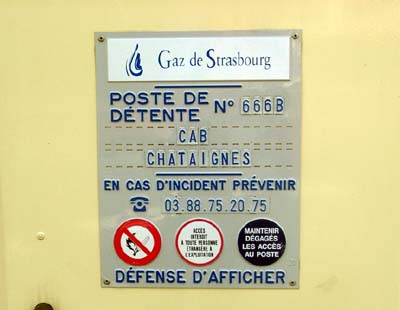 Gaz de Strasbourg
POSTE DE
DÉTENTE N° 666B
CAB
CHATAIGNES
EN CAS D'INCIDENT PRÉVENIR
☎ 03.88.75.20.75
ACCÈS
INTERDIT
À TOUTE PERSONNE
ÉTRANGÈRE À
L'EXPLOITATION
MAINTENIR
DÉGAGÉS
LES ACCÈS
AU POSTE
DÉFENSE D'AFFICHER